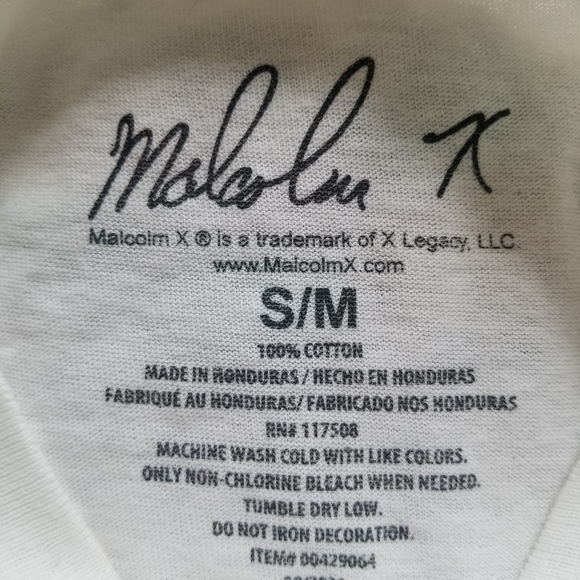 Malcolm X
Malcolm X ® is a trademark of X Legacy, LLC.
www.MalcolmX.com
S/M
100% COTTON
MADE IN HONDURAS / HECHO EN HONDURAS
FABRIQUÉ AU HONDURAS/ FABRICADO NOS HONDURAS
RN# 117508
MACHINE WASH COLD WITH LIKE COLORS.
ONLY NON-CHLORINE BLEACH WHEN NEEDED.
TUMBLE DRY LOW.
DO NOT IRON DECORATION.
ITEM# 00429064